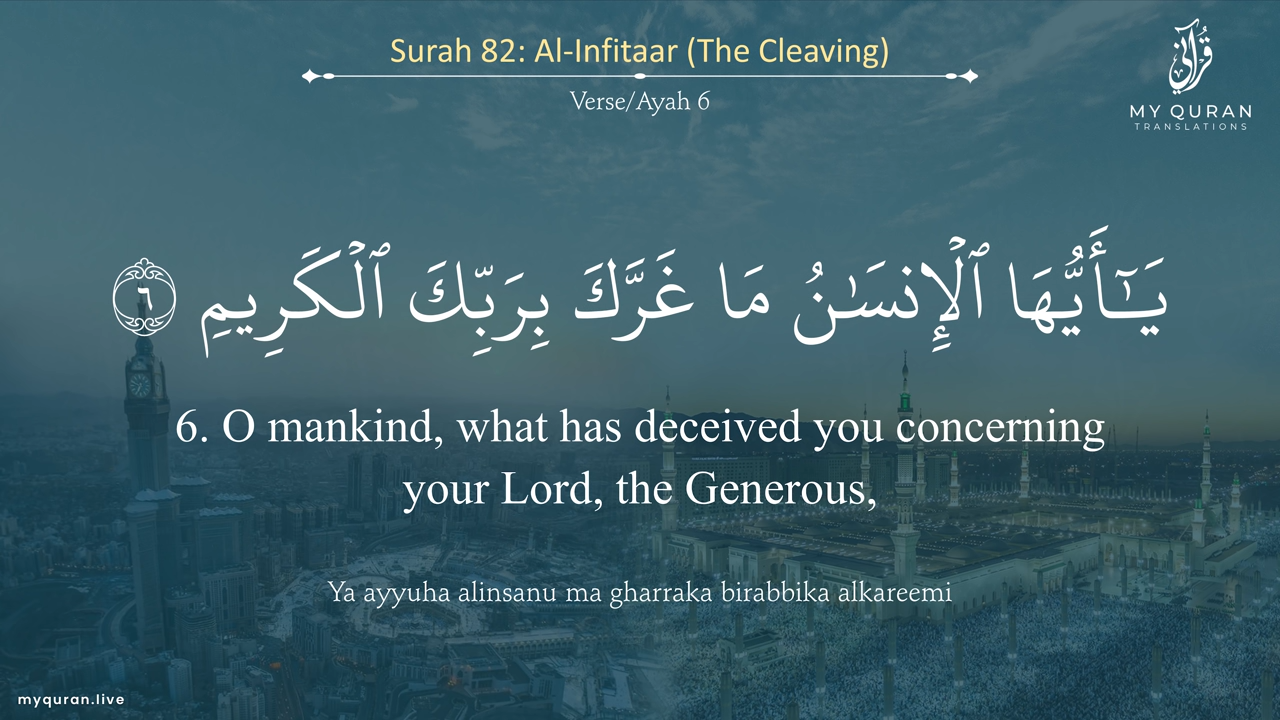 Surah 82: Al-Infitaar (The Cleaving)
Verse/Ayah 6
قرآني
MY QURAN
TRANSLATIONS
يَـٰٓأَيُّهَا ٱلْإِنسَـٰنُ مَا غَرَّكَ بِرَبِّكَ ٱلْكَرِيمِ ٦
6. O mankind, what has deceived you concerning
your Lord, the Generous,
Ya ayyuha alinsanu ma gharraka birabbika alkareemi
myquran.live